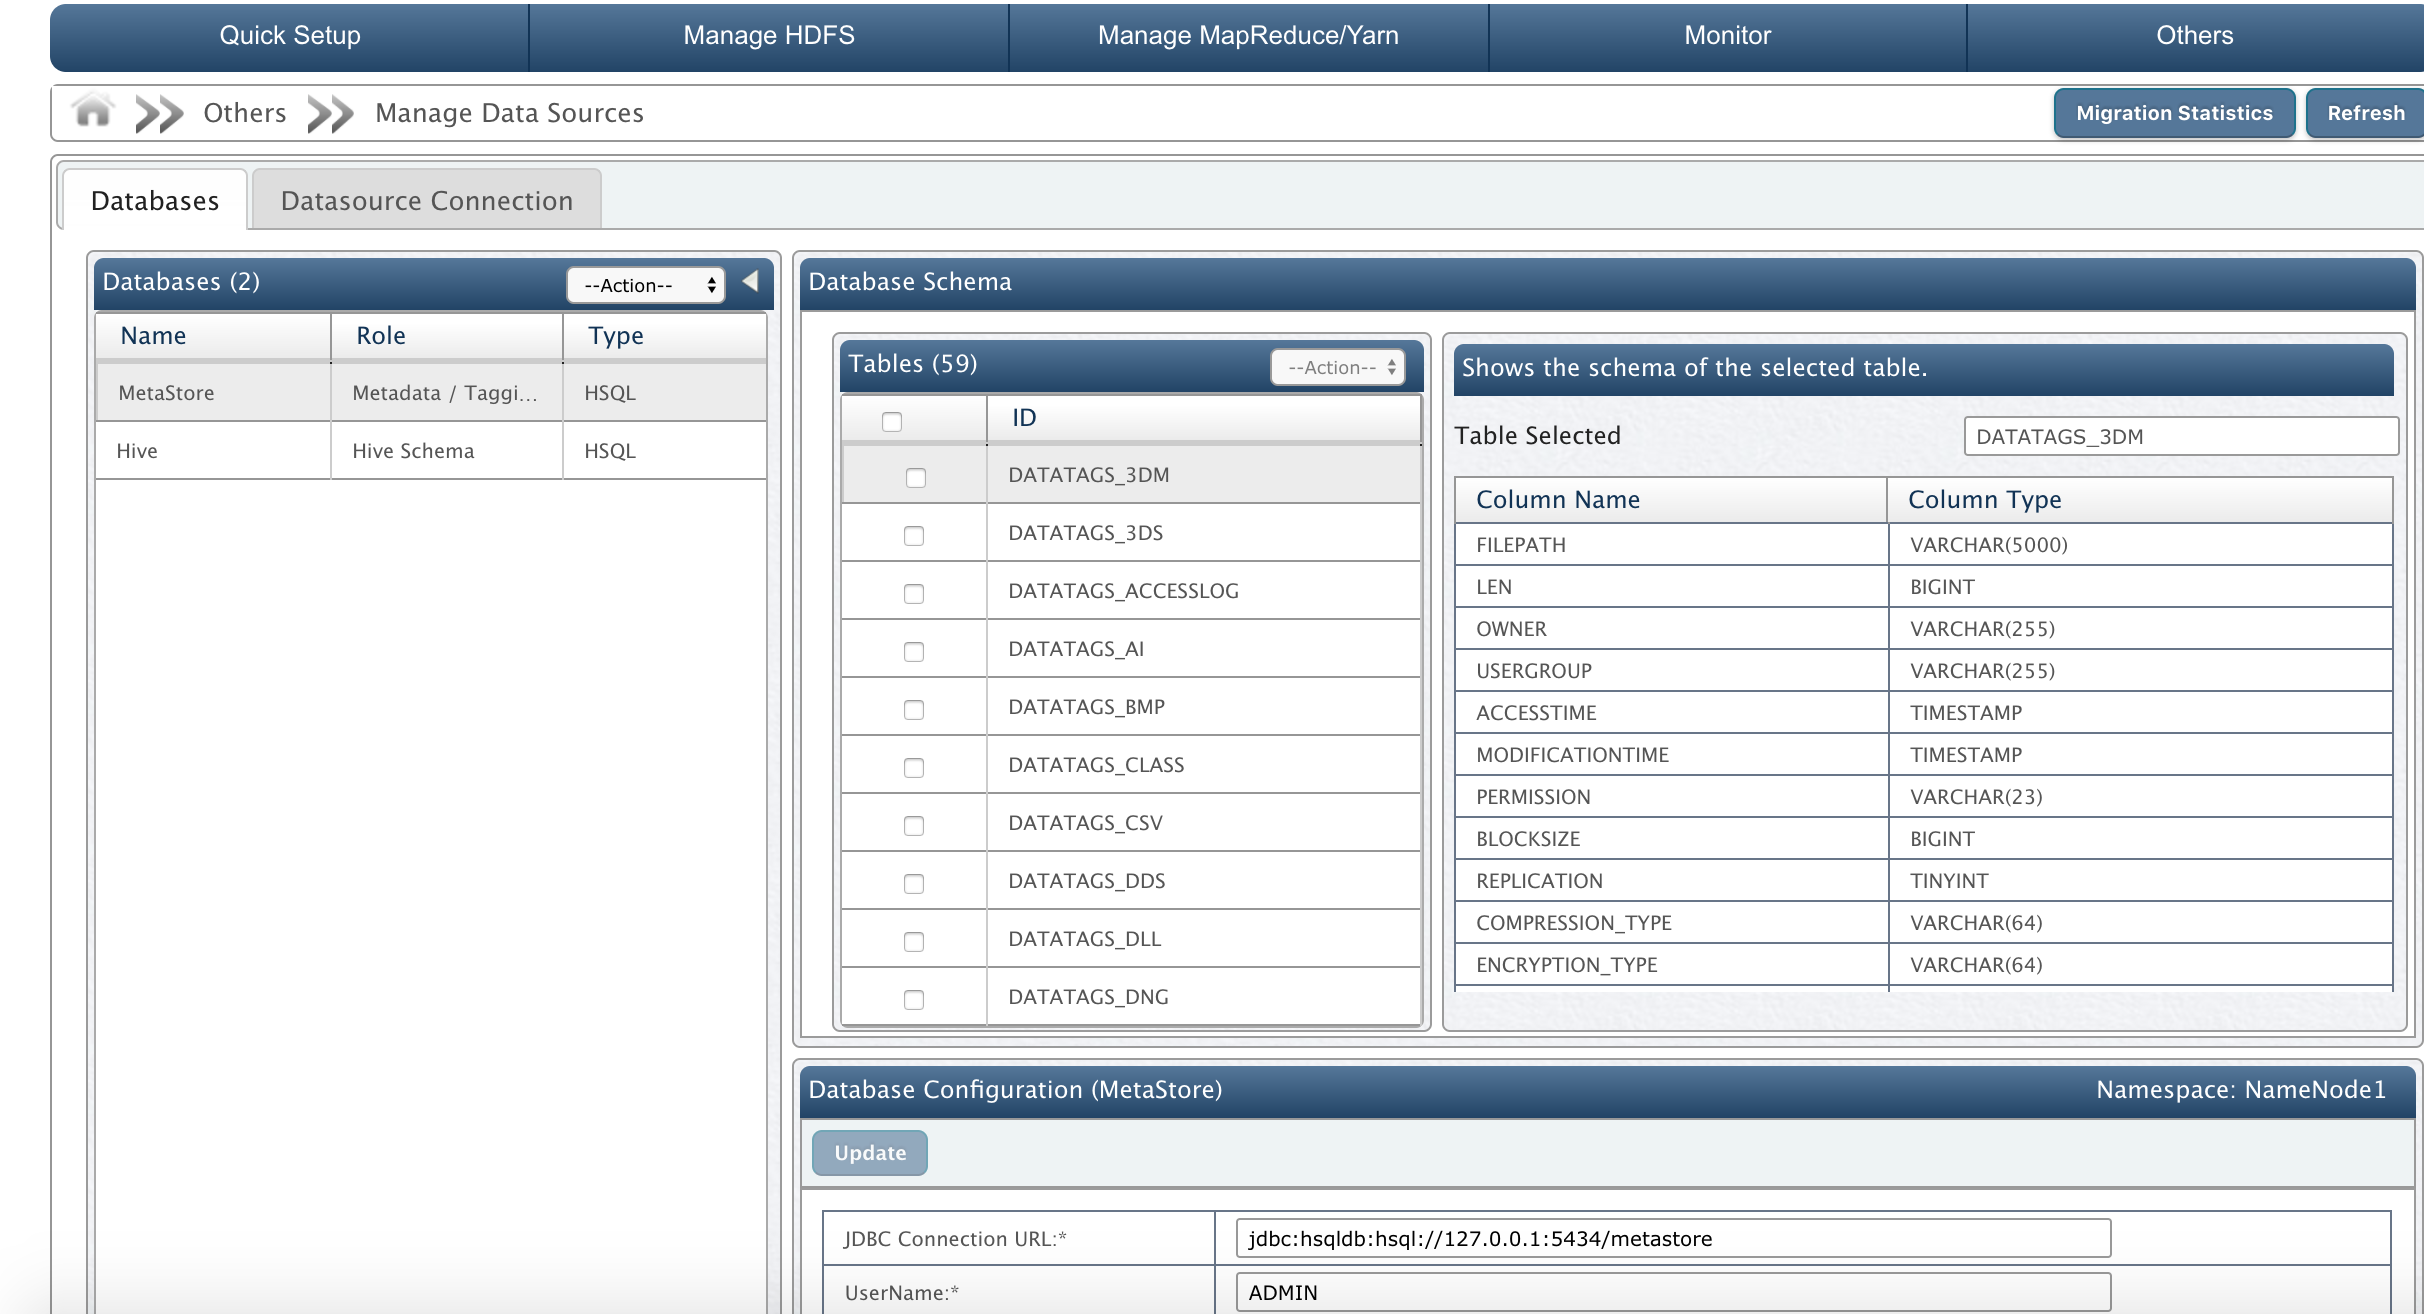 Quick Setup Manage HDFS Manage MapReduce/Yarn Monitor Others
Others Manage Data Sources Migration Statistics Refresh
Databases Datasource Connection
Databases (2) --Action--
Name Role Type
MetaStore Metadata / Taggi... HSQL
Hive Hive Schema HSQL
Database Schema
Tables (59) --Action--
ID
DATATAGS_3DM
DATATAGS_3DS
DATATAGS_ACCESSLOG
DATATAGS_AI
DATATAGS_BMP
DATATAGS_CLASS
DATATAGS_CSV
DATATAGS_DDS
DATATAGS_DLL
DATATAGS_DNG
Shows the schema of the selected table.
Table Selected DATATAGS_3DM
Column Name Column Type
FILEPATH VARCHAR(5000)
LEN BIGINT
OWNER VARCHAR(255)
USERGROUP VARCHAR(255)
ACCESSTIME TIMESTAMP
MODIFICATIONTIME TIMESTAMP
PERMISSION VARCHAR(23)
BLOCKSIZE BIGINT
REPLICATION TINYINT
COMPRESSION_TYPE VARCHAR(64)
ENCRYPTION_TYPE VARCHAR(64)
Database Configuration (MetaStore) Namespace: NameNode1
Update
JDBC Connection URL:* jdbc:hsqldb:hsql://127.0.0.1:5434/metastore
UserName:* ADMIN